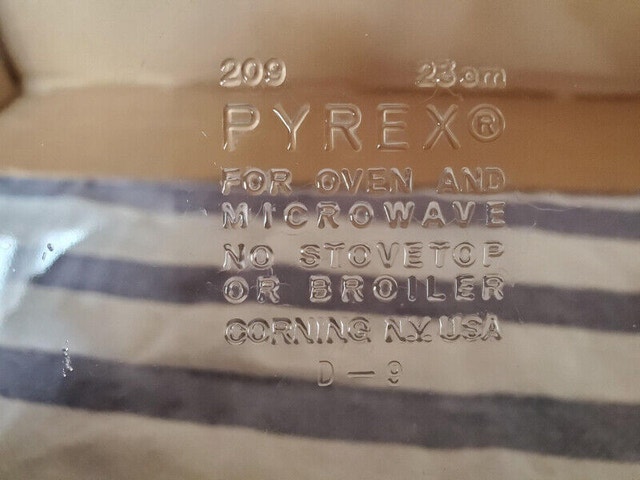 209 23cm
PYREX®
FOR OVEN AND
MICROWAVE
NO STOVETOP
OR BROILER
CORNING N.Y. USA
D-9